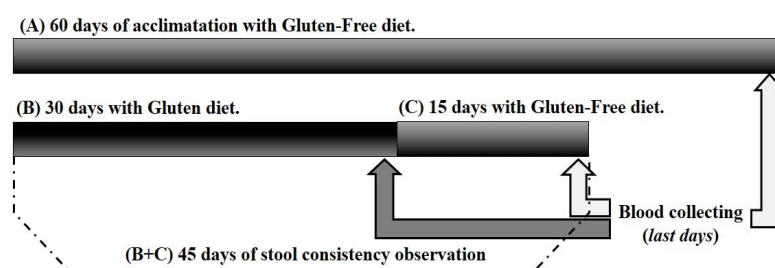 (A) 60 days of acclimatation with Gluten-Free diet.
(B) 30 days with Gluten diet.
(C) 15 days with Gluten-Free diet.
Blood collecting
(last days)
(B+C) 45 days of stool consistency observation